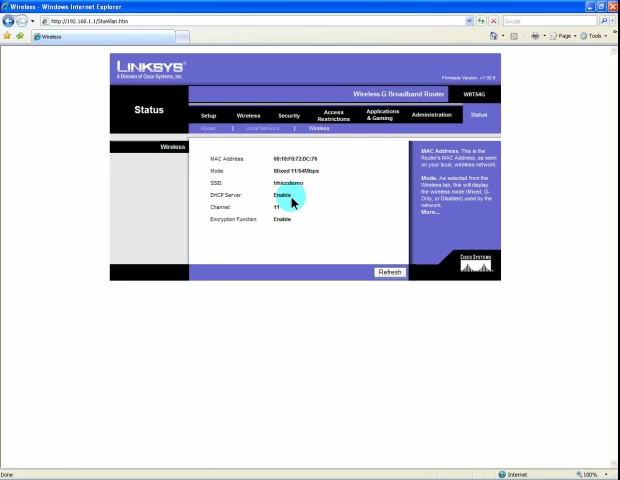 Wireless - Windows Internet Explorer
http://192.168.1.1/StaWlan.htm
Google
Wireless
Page
Tools
LINKSYS®
A Division of Cisco Systems, Inc.
Firmware Version: v1.00.9
Wireless-G Broadband Router WRT54G
Status
Setup Wireless Security Access Restrictions Applications & Gaming Administration Status
Router | Local Network | Wireless
Wireless
MAC Address: 00:18:F8:72:DC:76
Mode: Mixed 11/54Mbps
SSID: hhiccdemo
DHCP Server: Enable
Channel: 11
Encryption Function: Enable
MAC Address. This is the
Router's MAC Address, as seen
on your local, wireless network.
Mode. As selected from the
Wireless tab, this will display
the wireless mode (Mixed, G-
Only, or Disabled) used by the
network.
More...
Refresh
CISCO SYSTEMS
Done
Internet
100%